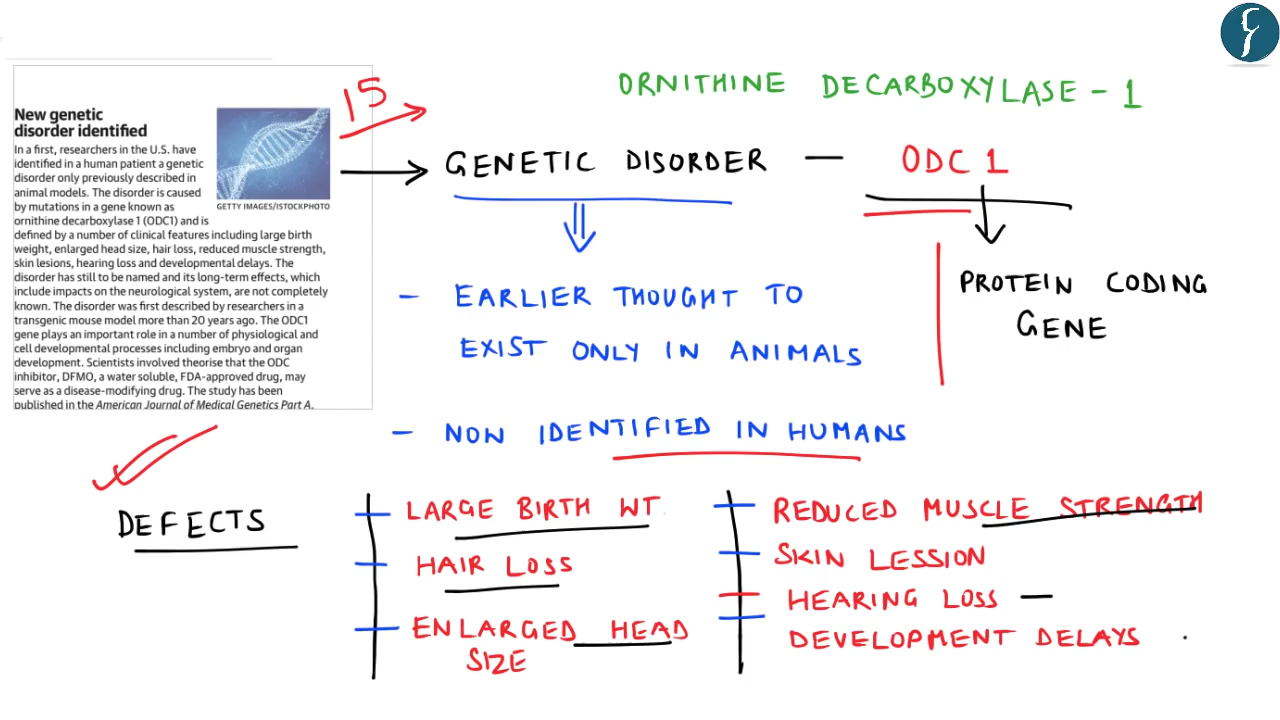 New genetic
disorder identified
In a first, researchers in the U.S. have
identified in a human patient a genetic
disorder only previously described in
animal models. The disorder is caused
by mutations in a gene known as
ornithine decarboxylase 1 (ODC1) and is
defined by a number of clinical features including large birth
weight, enlarged head size, hair loss, reduced muscle strength,
skin lesions, hearing loss and developmental delays. The
disorder has still to be named and its long-term effects, which
include impacts on the neurological system, are not completely
known. The disorder was first described by researchers in a
transgenic mouse model more than 20 years ago. The ODC1
gene plays an important role in a number of physiological and
cell developmental processes including embryo and organ
development. Scientists involved theorise that the ODC
inhibitor, DFMO, a water soluble, FDA-approved drug, may
serve as a disease-modifying drug. The study has been
published in the American Journal of Medical Genetics Part A.
GETTY IMAGES/ISTOCKPHOTO
15
ORNITHINE DECARBOXYLASE - 1
GENETIC DISORDER — ODC 1
PROTEIN CODING
GENE
- EARLIER THOUGHT TO
EXIST ONLY IN ANIMALS
- NON IDENTIFIED IN HUMANS
DEFECTS
LARGE BIRTH WT.
HAIR LOSS
ENLARGED HEAD
SIZE
REDUCED MUSCLE STRENGTH
SKIN LESSION
HEARING LOSS —
DEVELOPMENT DELAYS